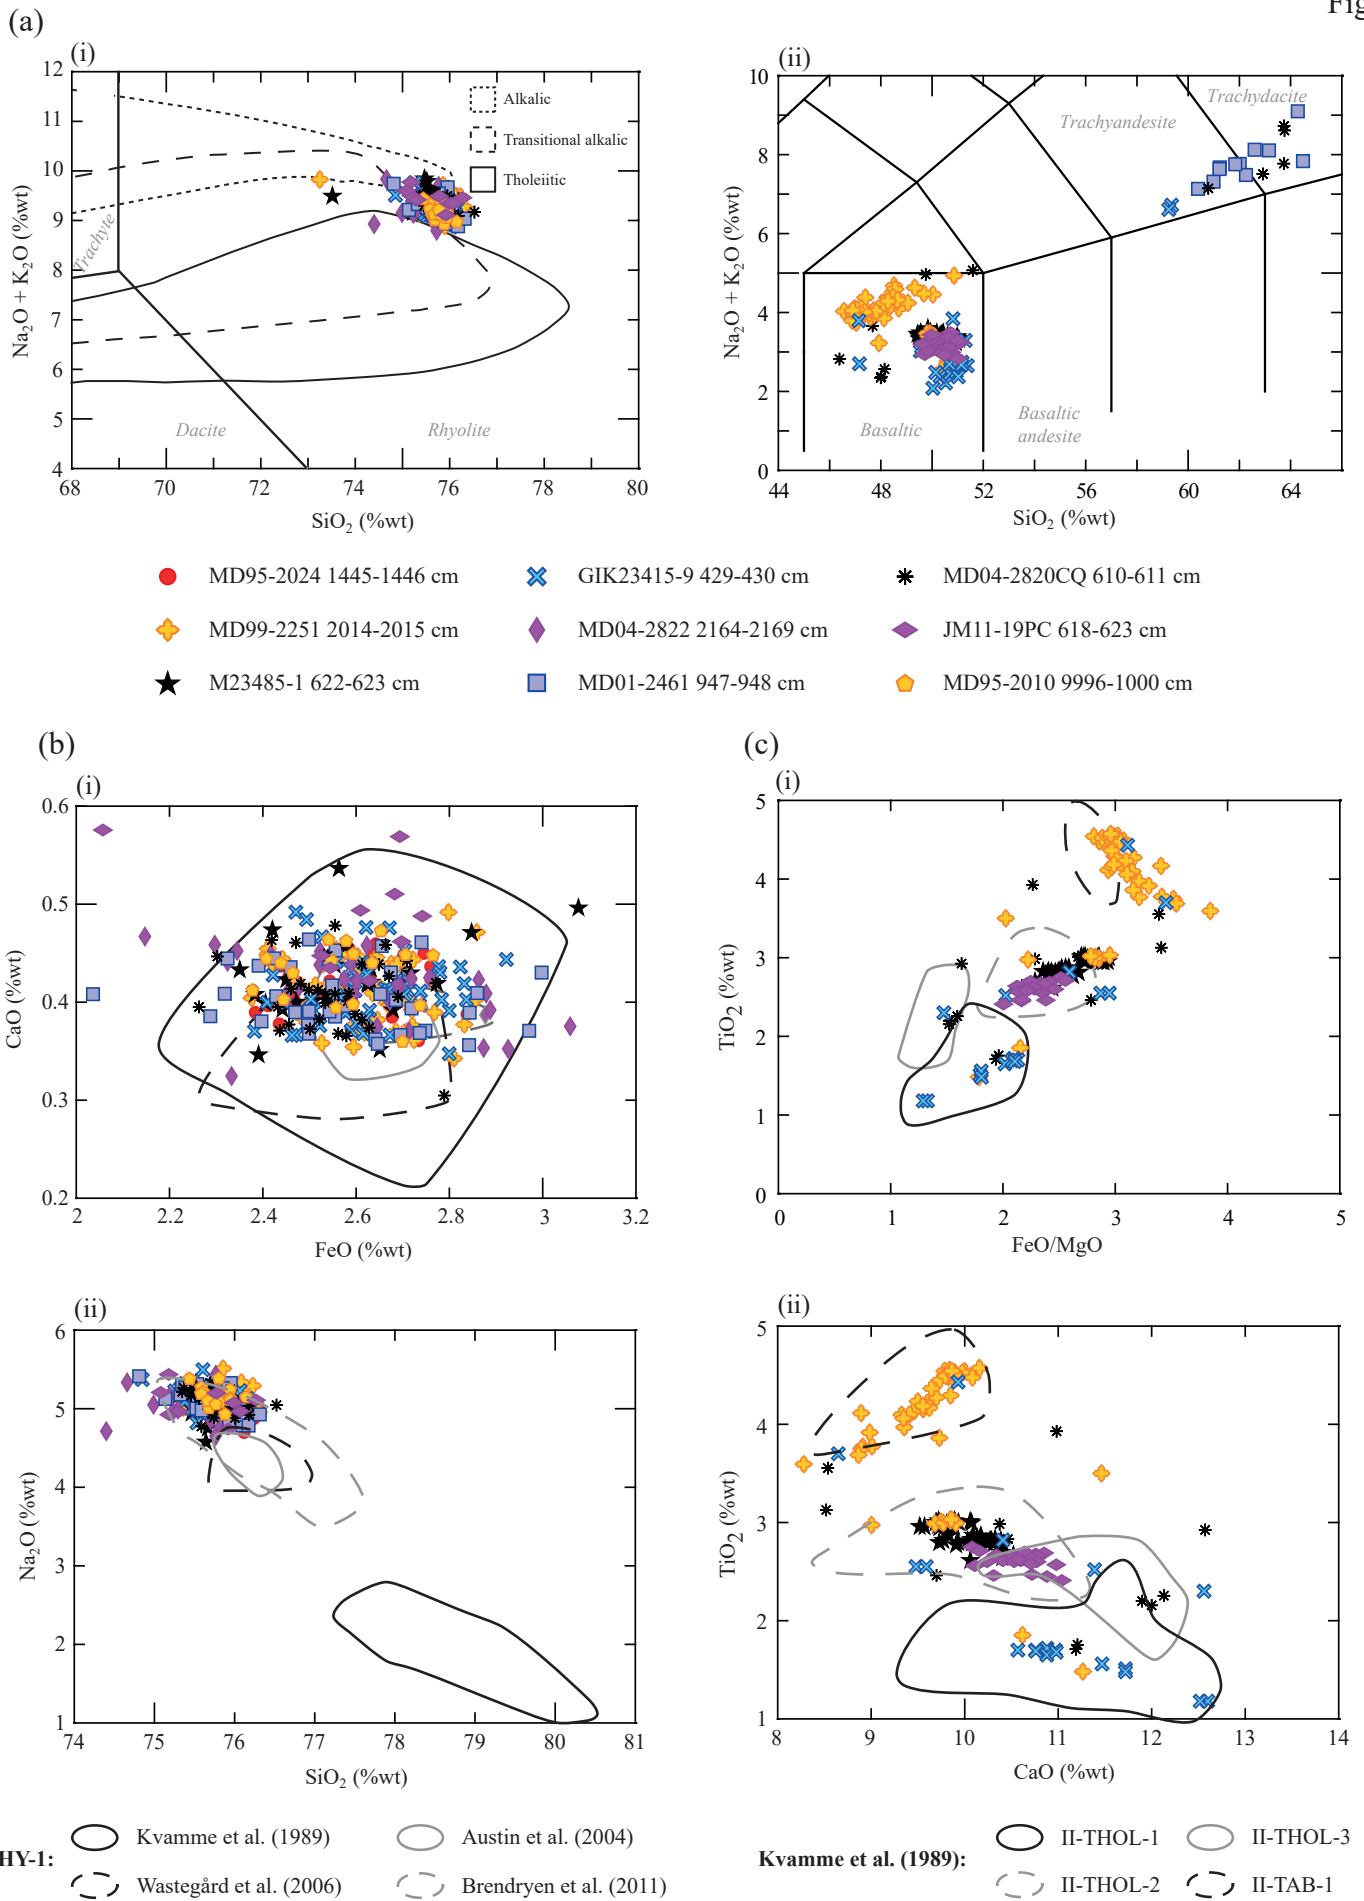 Fig
(a)
(i)
12
11
10
9
8
7
6
5
4
68
70
72
74
76
78
80
Na2O + K2O (%wt)
SiO2 (%wt)
Alkalic
Transitional alkalic
Tholeiitic
Trachyte
Dacite
Rhyolite
(ii)
10
8
6
4
2
0
44
48
52
56
60
64
Na2O + K2O (%wt)
SiO2 (%wt)
Trachyandesite
Trachydacite
Basaltic
Basaltic
andesite
MD95-2024 1445-1446 cm
GIK23415-9 429-430 cm
MD04-2820CQ 610-611 cm
MD99-2251 2014-2015 cm
MD04-2822 2164-2169 cm
JM11-19PC 618-623 cm
M23485-1 622-623 cm
MD01-2461 947-948 cm
MD95-2010 9996-1000 cm
(b)
(i)
0.6
0.5
0.4
0.3
0.2
2
2.2
2.4
2.6
2.8
3
3.2
CaO (%wt)
FeO (%wt)
(c)
(i)
5
4
3
2
1
0
0
1
2
3
4
5
TiO2 (%wt)
FeO/MgO
(ii)
6
5
4
3
2
1
74
75
76
77
78
79
80
81
Na2O (%wt)
SiO2 (%wt)
(ii)
5
4
3
2
1
8
9
10
11
12
13
14
TiO2 (%wt)
CaO (%wt)
HY-1:
Kvamme et al. (1989)
Austin et al. (2004)
Wastegård et al. (2006)
Brendryen et al. (2011)
Kvamme et al. (1989):
II-THOL-1
II-THOL-3
II-THOL-2
II-TAB-1